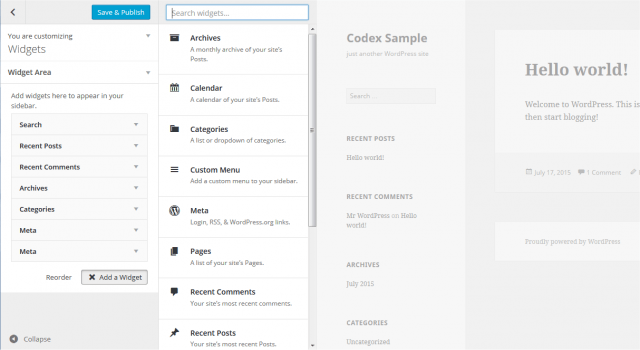 Save & Publish
You are customizing
Widgets
Widget Area
Add widgets here to appear in your
sidebar.
Search
Recent Posts
Recent Comments
Archives
Categories
Meta
Meta
Reorder
Add a Widget
Collapse
Search widgets...
Archives
A monthly archive of your site's
Posts.
Calendar
A calendar of your site's Posts.
Categories
A list or dropdown of categories.
Custom Menu
Add a custom menu to your sidebar.
Meta
Login, RSS, & WordPress.org links.
Pages
A list of your site's Pages.
Recent Comments
Your site's most recent comments.
Recent Posts
Your site's most recent Posts.
Codex Sample
just another WordPress site
Search ...
RECENT POSTS
Hello world!
RECENT COMMENTS
Mr WordPress on Hello
world!
ARCHIVES
July 2015
CATEGORIES
Uncategorized
Hello world!
Welcome to WordPress. This
then start blogging!
July 17, 2015
1 Comment
Proudly powered by WordPress